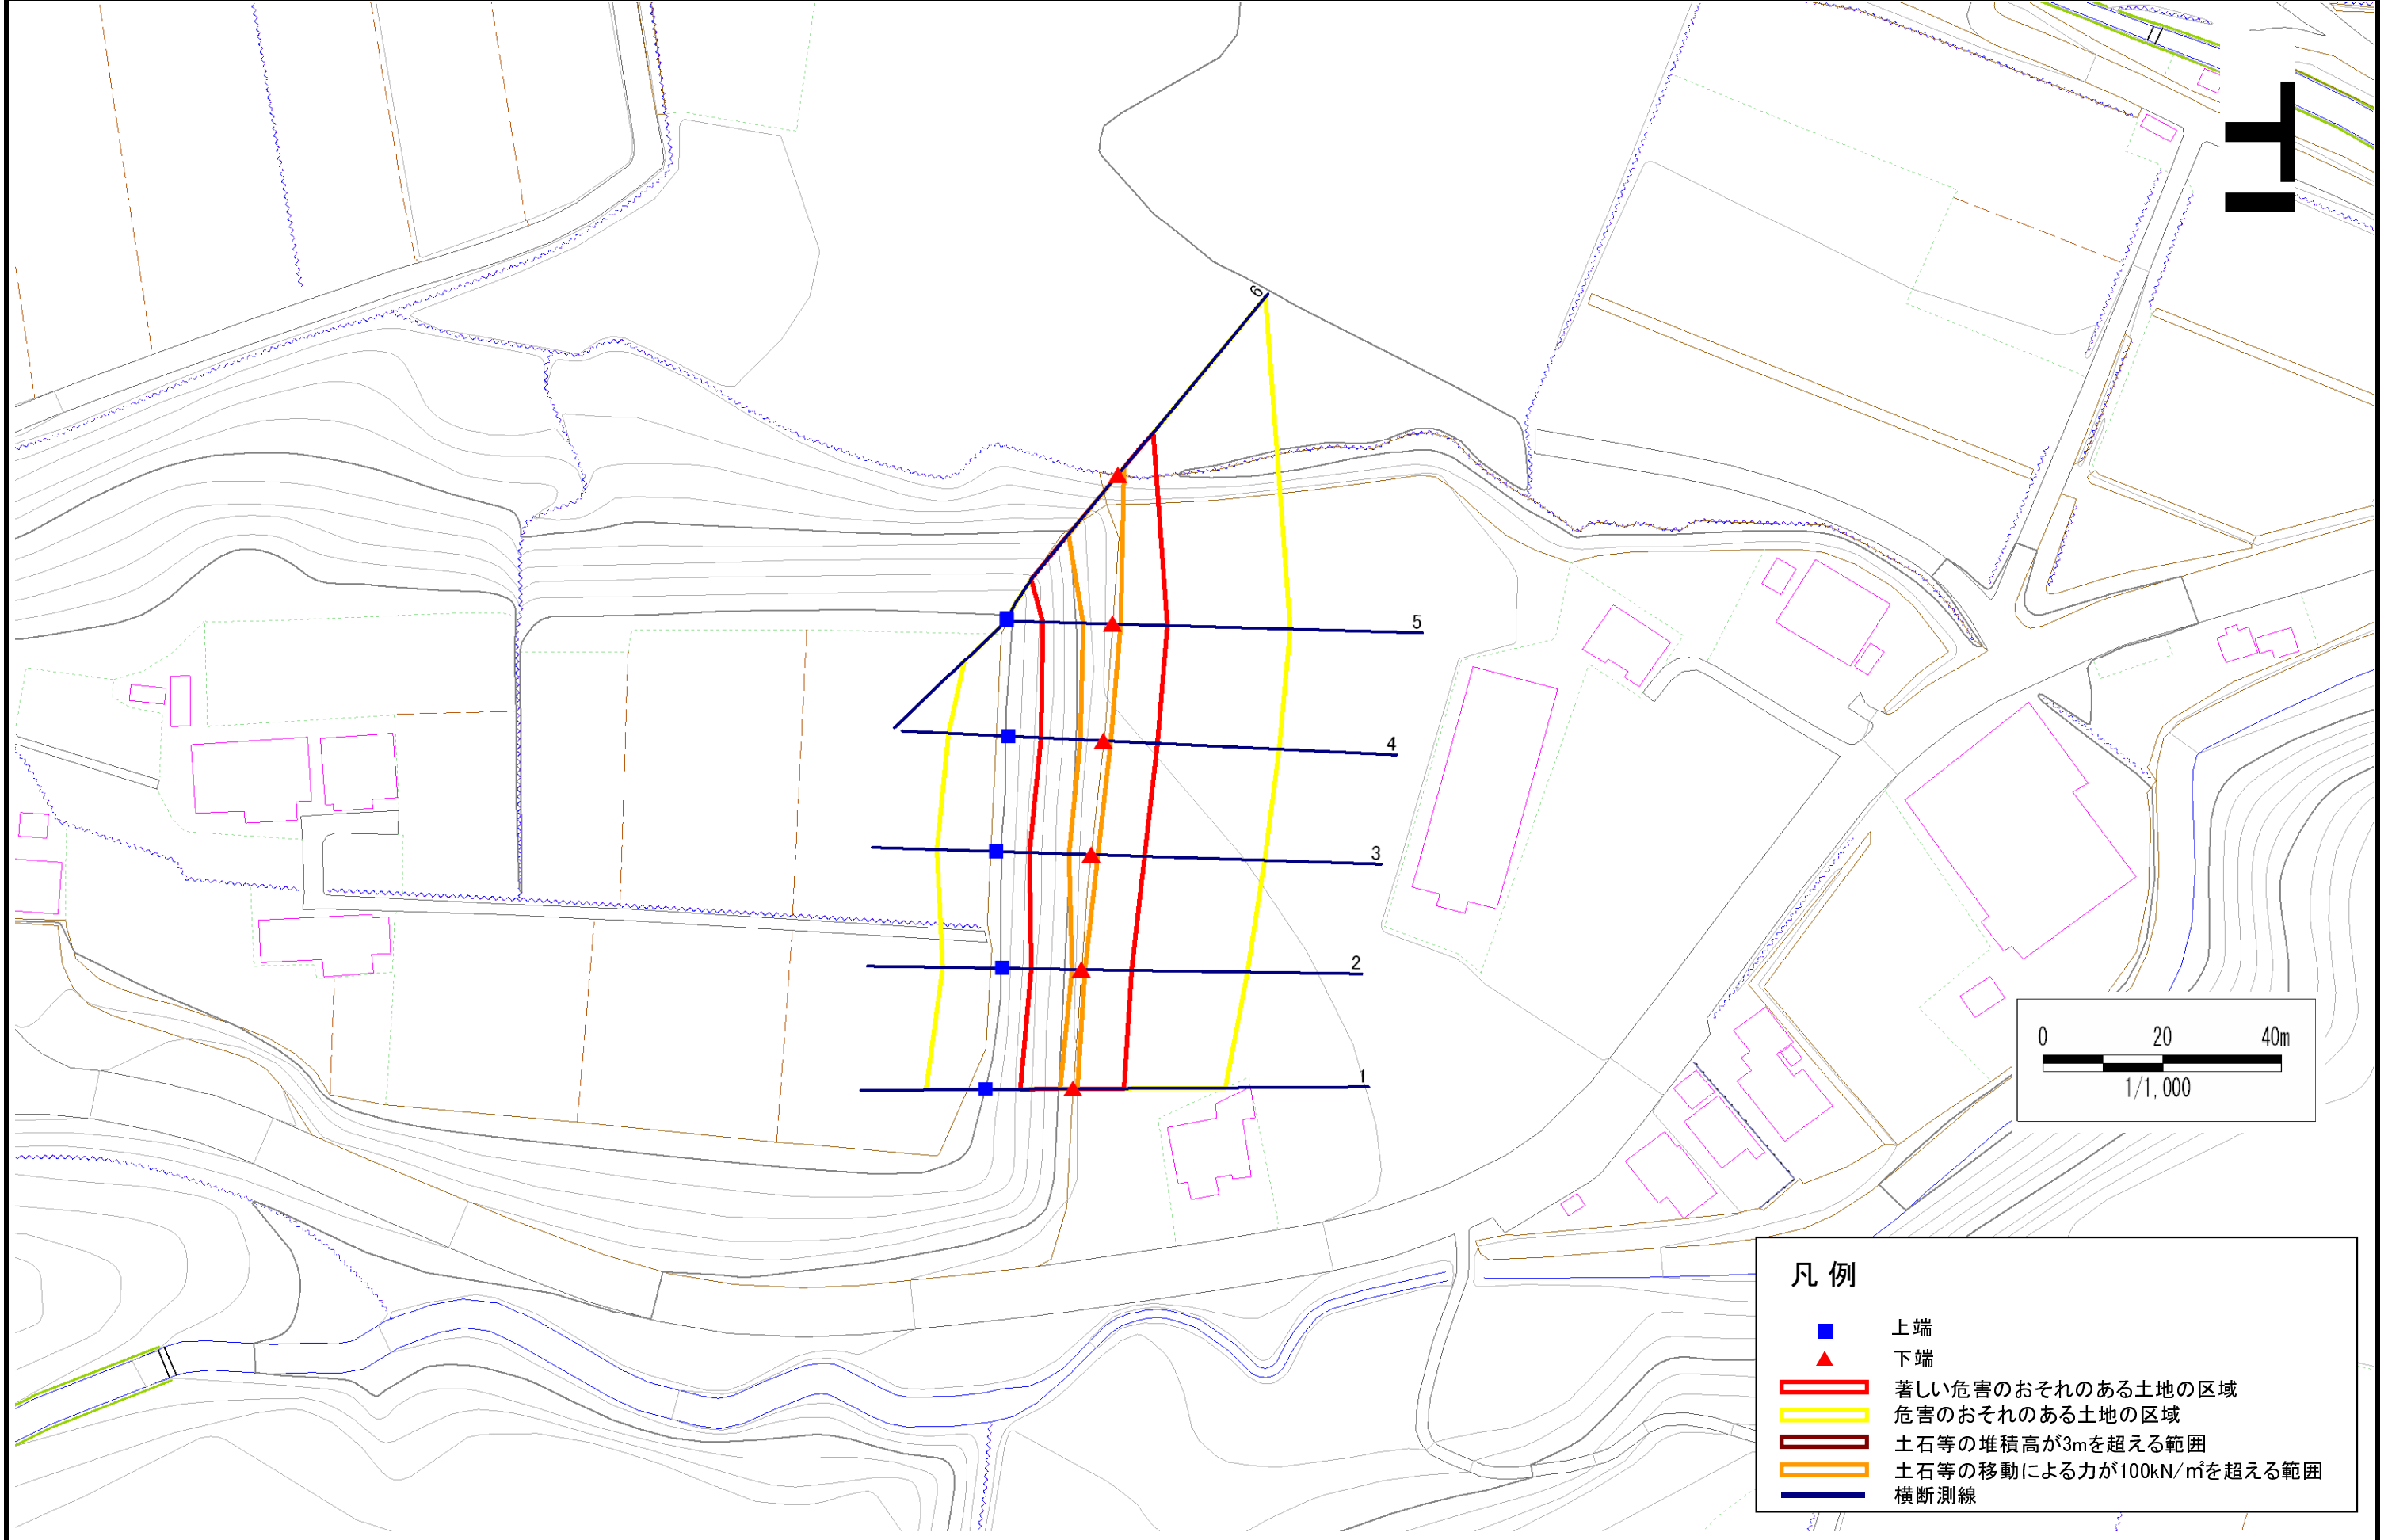 6
5
4
3
2
1
0 20 40m
1/1,000
凡 例
上端
下端
著しい危害のおそれのある土地の区域
危害のおそれのある土地の区域
土石等の堆積高が3mを超える範囲
土石等の移動による力が100kN/㎡を超える範囲
横断測線